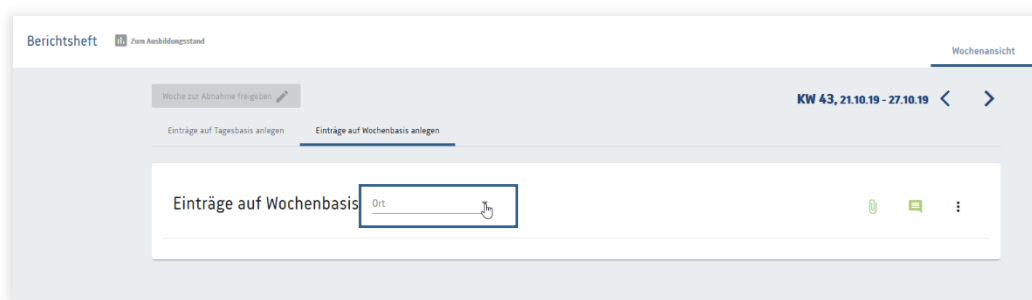 Berichtsheft Zum Ausbildungsstand
Wochenansicht
Woche zur Abnahme freigeben
KW 43, 21.10.19 - 27.10.19
Einträge auf Tagesbasis anlegen Einträge auf Wochenbasis anlegen
Einträge auf Wochenbasis Ort